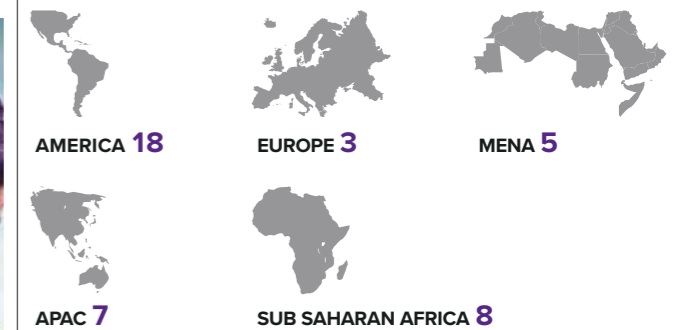 AMERICA 18
EUROPE 3
MENA 5
APAC 7
SUB SAHARAN AFRICA 8